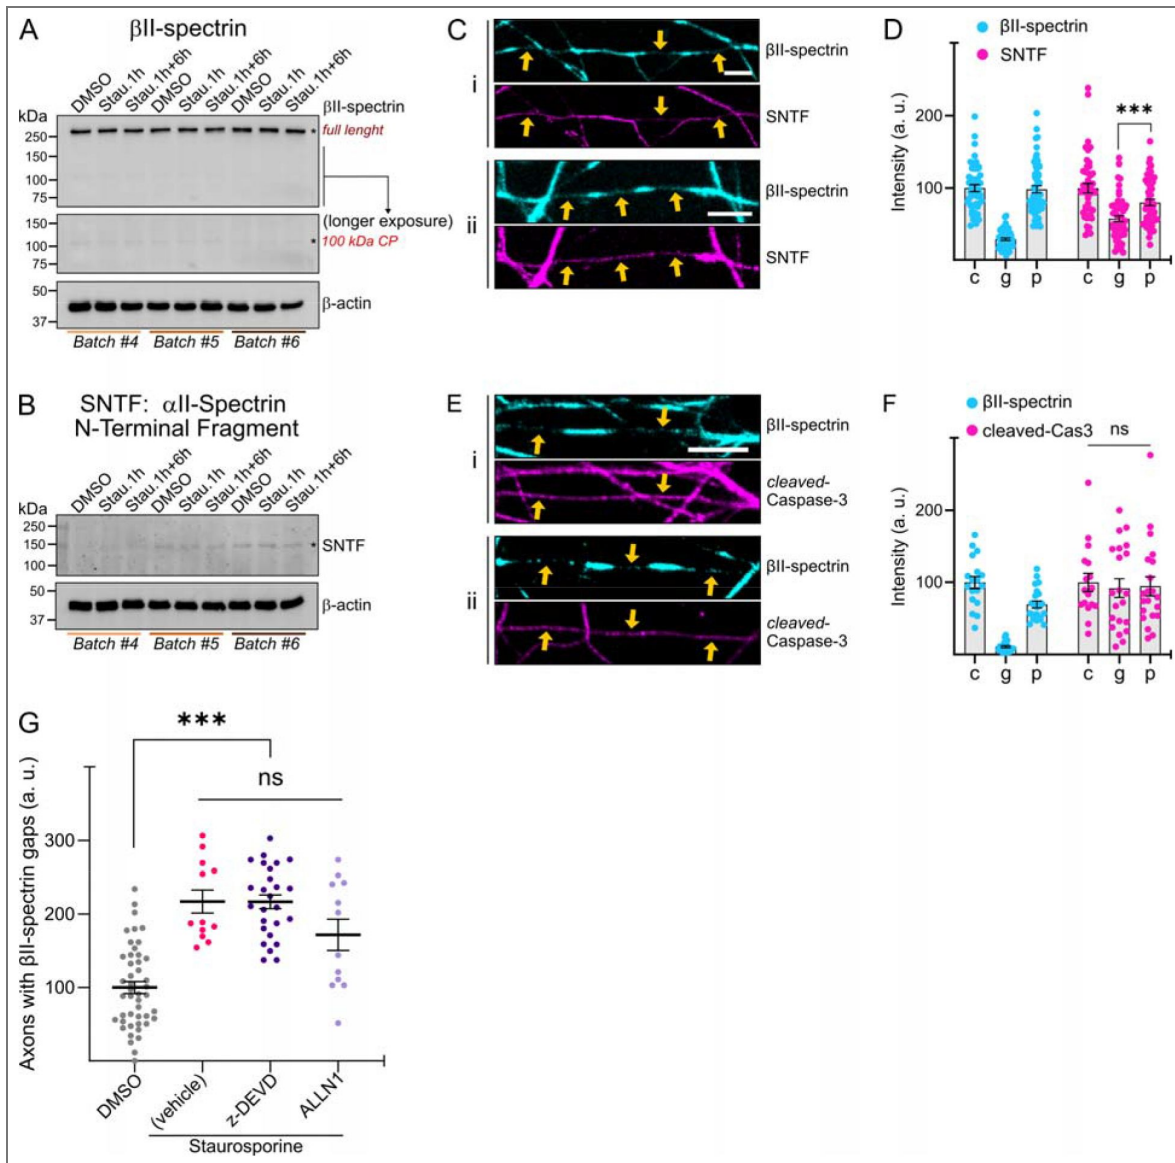 A
βII-spectrin
DMSO
Stau.1h
Stau.1h+6h
DMSO
Stau.1h
Stau.1h+6h
DMSO
Stau.1h
Stau.1h+6h
kDa
βII-spectrin
250
* full lenght
150
100
75
(longer exposure)
150
100
* 100 kDa CP
75
50
β-actin
37
Batch #4 Batch #5 Batch #6
B
SNTF: αII-Spectrin
N-Terminal Fragment
DMSO
Stau.1h
Stau.1h+6h
DMSO
Stau.1h
Stau.1h+6h
DMSO
Stau.1h
Stau.1h+6h
kDa
250
150
* SNTF
100
50
β-actin
37
Batch #4 Batch #5 Batch #6
C
i
βII-spectrin
SNTF
ii
βII-spectrin
SNTF
D
βII-spectrin
SNTF
Intensity (a. u.)
200
100
***
c g p c g p
E
i
βII-spectrin
cleaved-
Caspase-3
ii
βII-spectrin
cleaved-
Caspase-3
F
βII-spectrin
cleaved-Cas3
ns
Intensity (a. u.)
200
100
c g p c g p
G
***
ns
Axons with βII-spectrin gaps (a. u.)
300
200
100
DMSO
(vehicle)
z-DEVD
ALLN1
Staurosporine